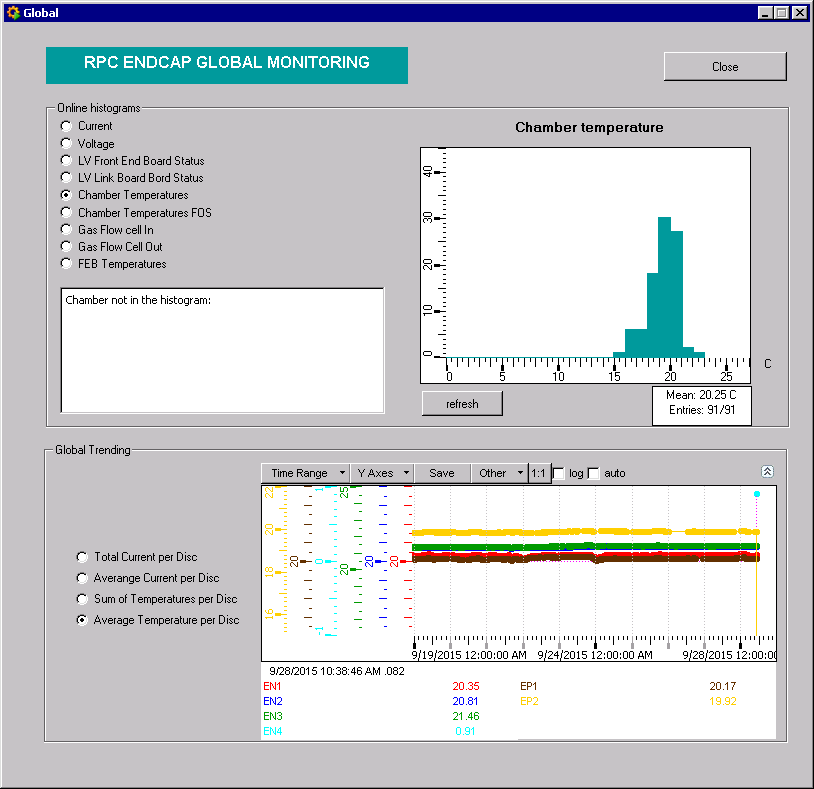 Global
RPC ENDCAP GLOBAL MONITORING
Close
Online histograms
Current
Voltage
LV Front End Board Status
LV Link Board Bord Status
Chamber Temperatures
Chamber Temperatures FOS
Gas Flow cell In
Gas Flow Cell Out
FEB Temperatures
Chamber not in the histogram:
Chamber temperature
40
30
20
10
0
0 5 10 15 20 25
C
refresh
Mean: 20.25 C
Entries: 91/91
Global Trending
Time Range Y Axes Save Other 1:1 log auto
Total Current per Disc
Averange Current per Disc
Sum of Temperatures per Disc
Average Temperature per Disc
22 20 18 16
20
1 0 -1
25 20
20
20
9/19/2015 12:00:00 AM 9/24/2015 12:00:00 AM 9/28/2015 12:00:00
9/28/2015 10:38:46 AM .082
EN1 20.35 EP1 20.17
EN2 20.81 EP2 19.92
EN3 21.46
EN4 0.91